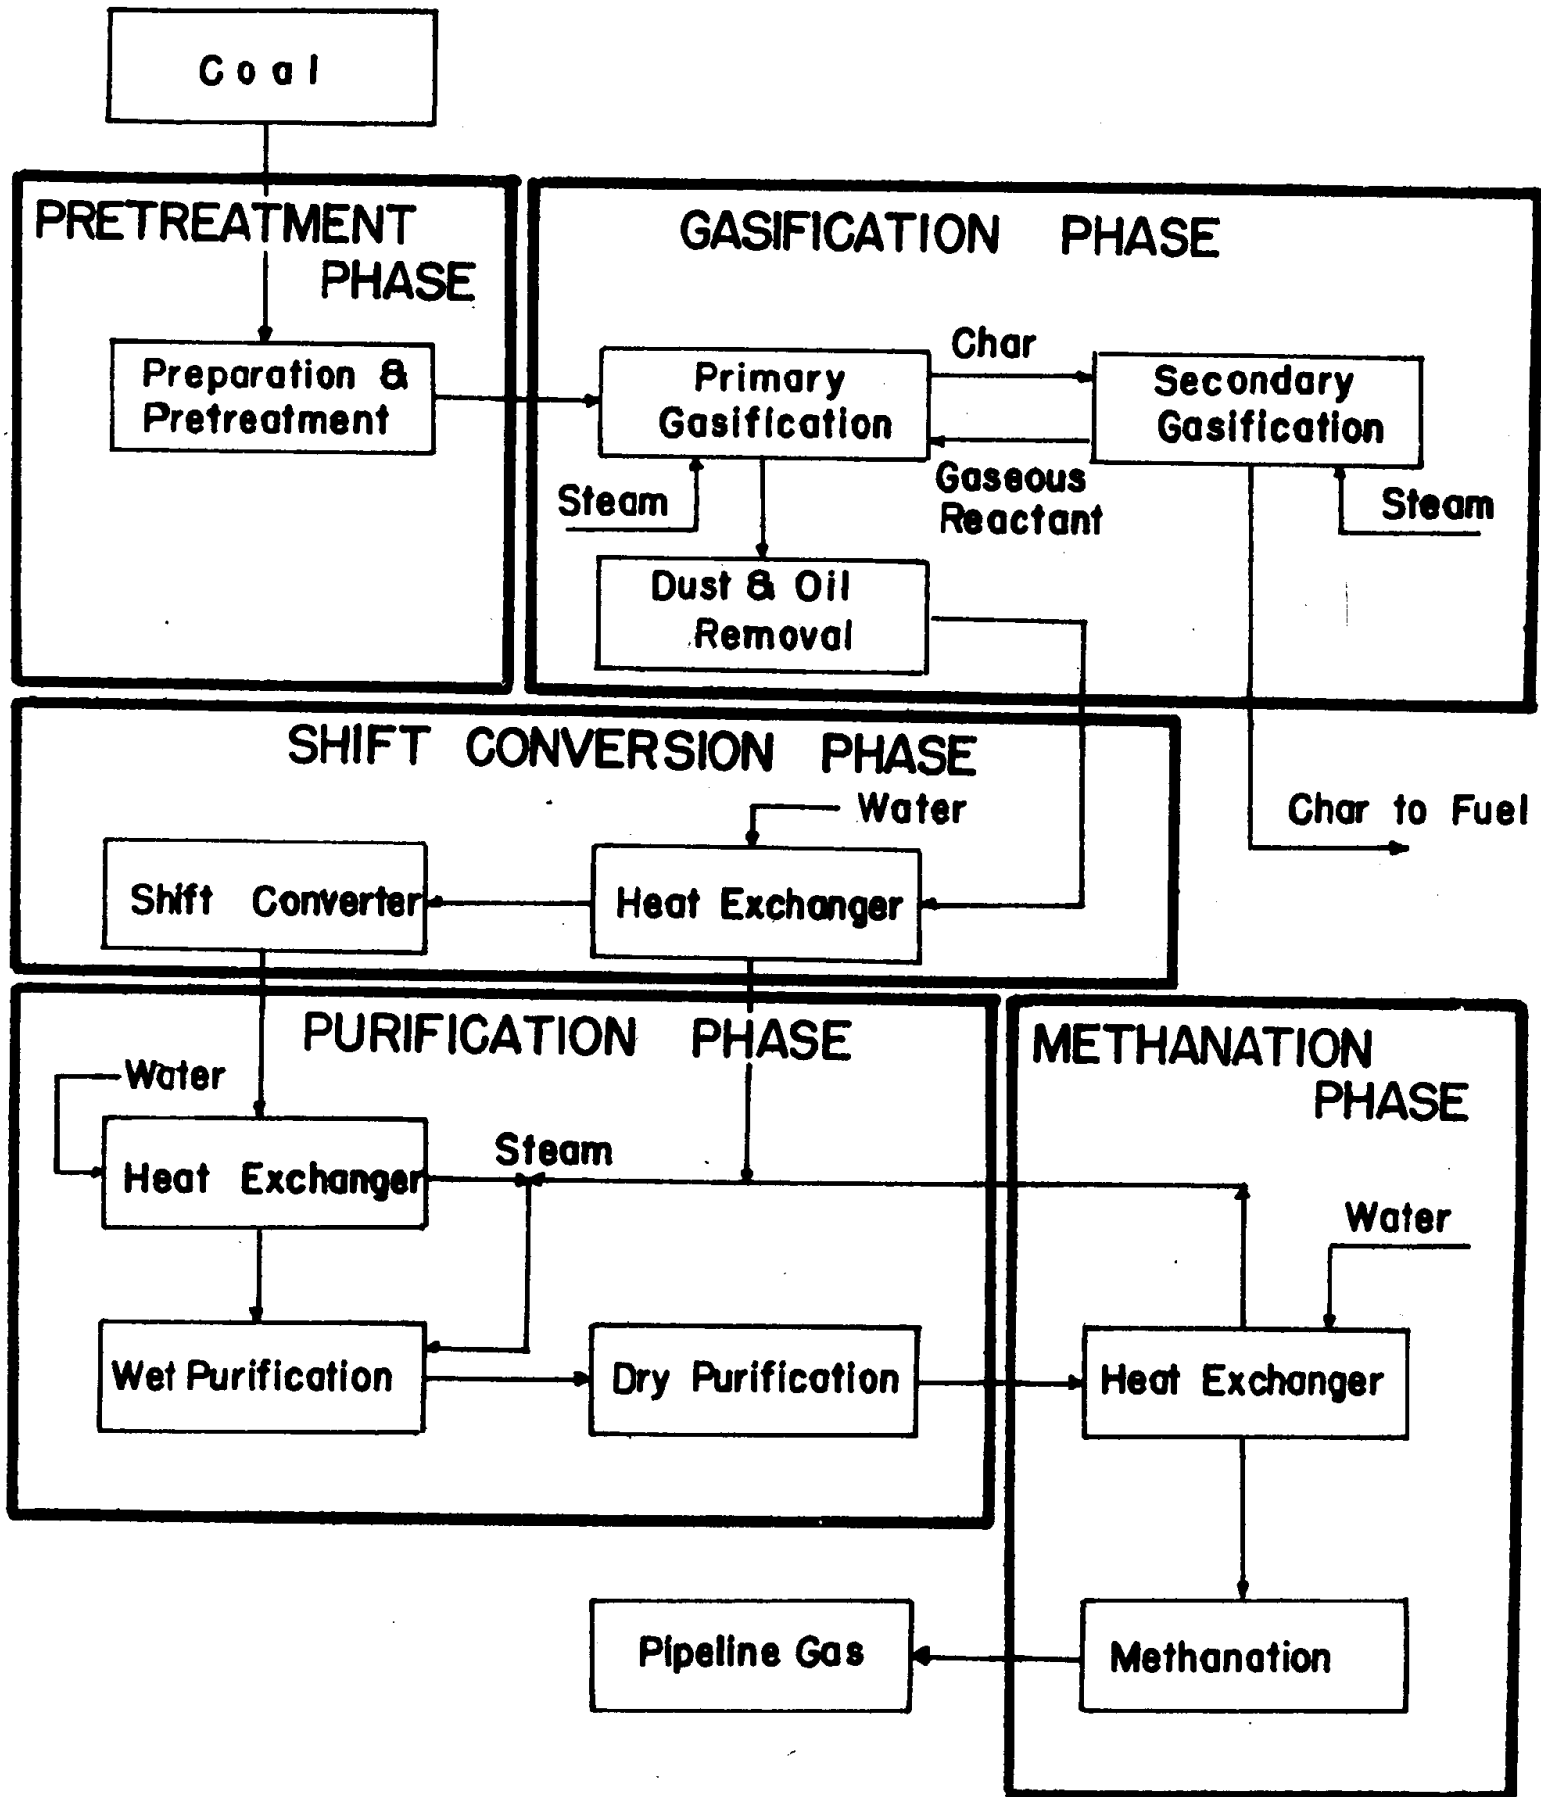 Coal
PRETREATMENT
PHASE
GASIFICATION PHASE
Preparation &
Pretreatment
Primary
Gasification
Char
Secondary
Gasification
Gaseous
Reactant
Steam
Steam
Dust & Oil
Removal
SHIFT CONVERSION PHASE
Water
Char to Fuel
Shift Converter
Heat Exchanger
PURIFICATION PHASE
METHANATION
PHASE
Water
Steam
Heat Exchanger
Water
Wet Purification
Dry Purification
Heat Exchanger
Pipeline Gas
Methanation